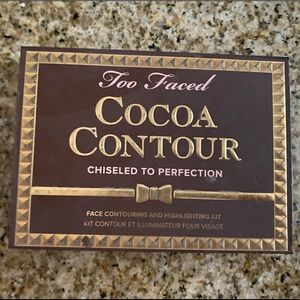 Too Faced
COCOA
CONTOUR
CHISELED TO PERFECTION
FACE CONTOURING AND HIGHLIGHTING KIT
KIT CONTOUR ET ILLUMINATEUR POUR VISAGE